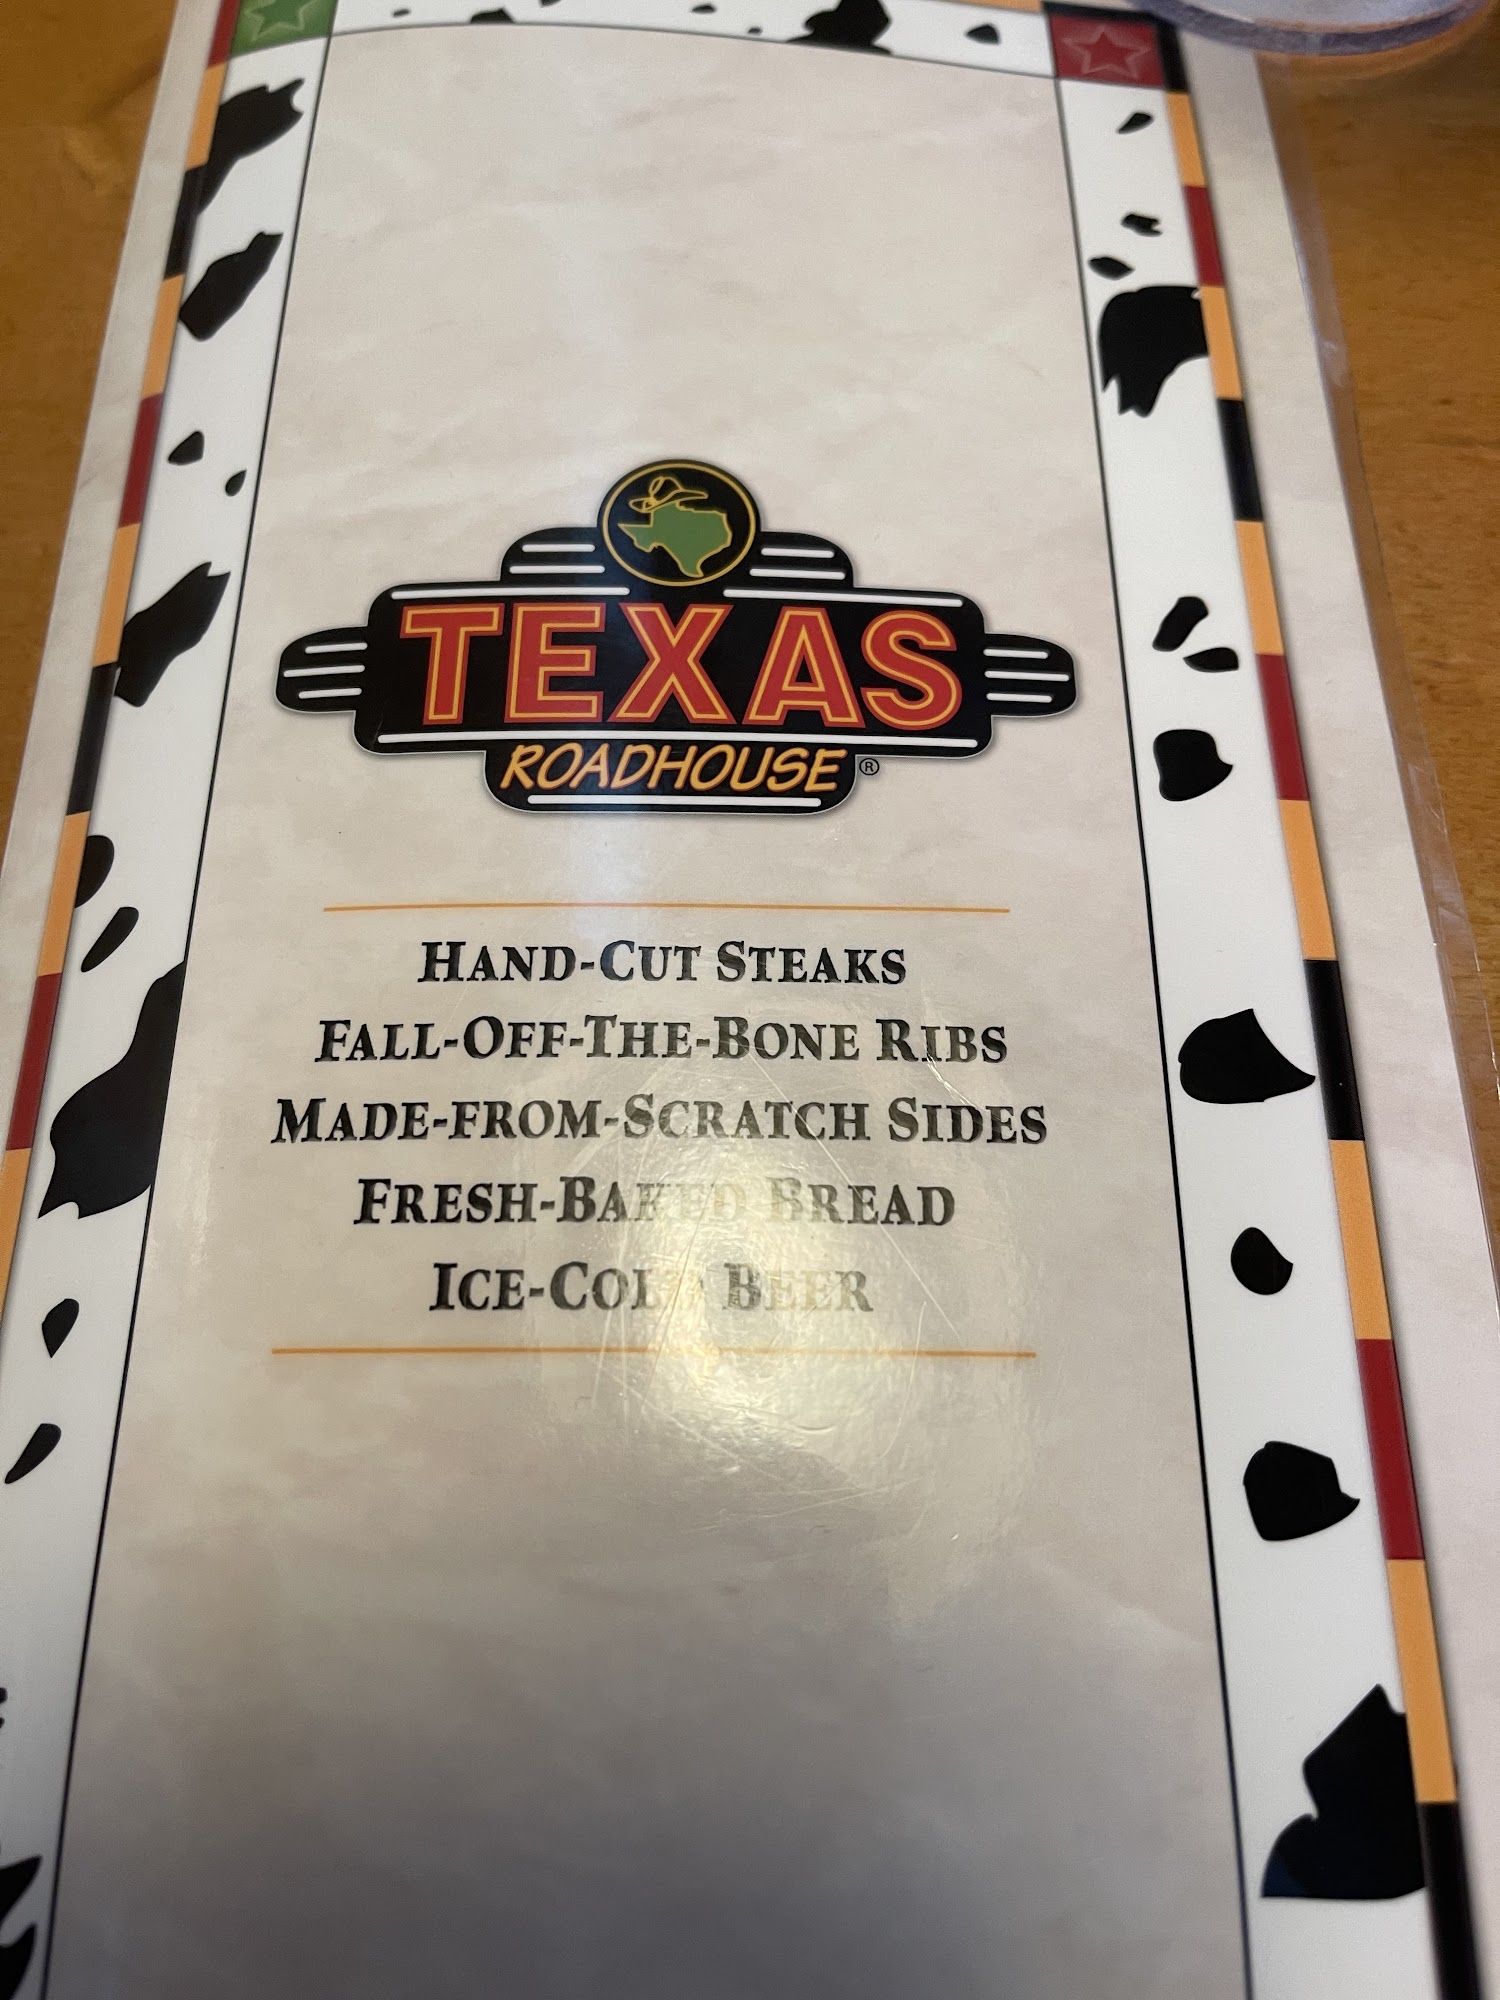 TEXAS
ROADHOUSE®
HAND-CUT STEAKS
FALL-OFF-THE-BONE RIBS
MADE-FROM-SCRATCH SIDES
FRESH-BAKED BREAD
ICE-COLD BEER